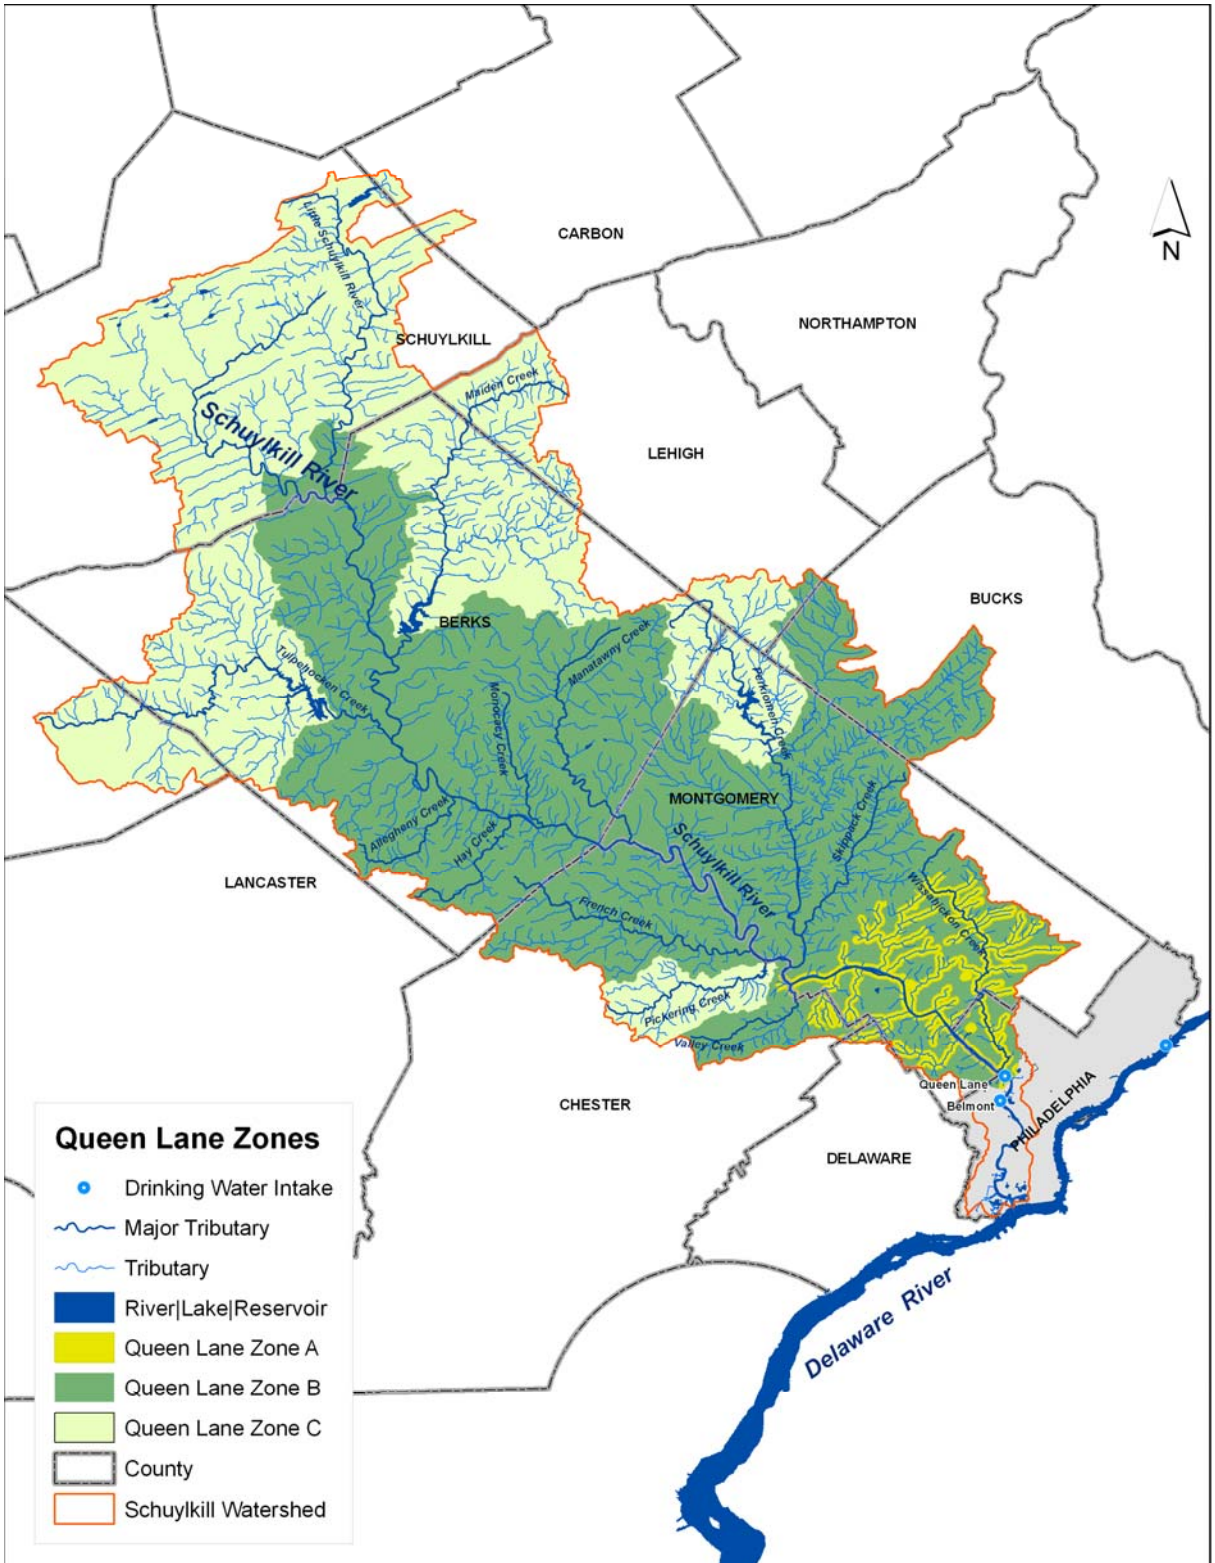 CARBON
N
NORTHAMPTON
SCHUYLKILL
Little Schuylkill River
Maiden Creek
Schuylkill River
LEHIGH
BUCKS
BERKS
Manatawny Creek
Tulpehocken Creek
Perkiomen Creek
Monocacy Creek
MONTGOMERY
Allegheny Creek
Hay Creek
Skippack Creek
Schuylkill River
LANCASTER
French Creek
Wissahickon Creek
Pickering Creek
Valley Creek
Queen Lane
Belmont
PHILADELPHIA
CHESTER
DELAWARE
Delaware River
Queen Lane Zones
Drinking Water Intake
Major Tributary
Tributary
River|Lake|Reservoir
Queen Lane Zone A
Queen Lane Zone B
Queen Lane Zone C
County
Schuylkill Watershed